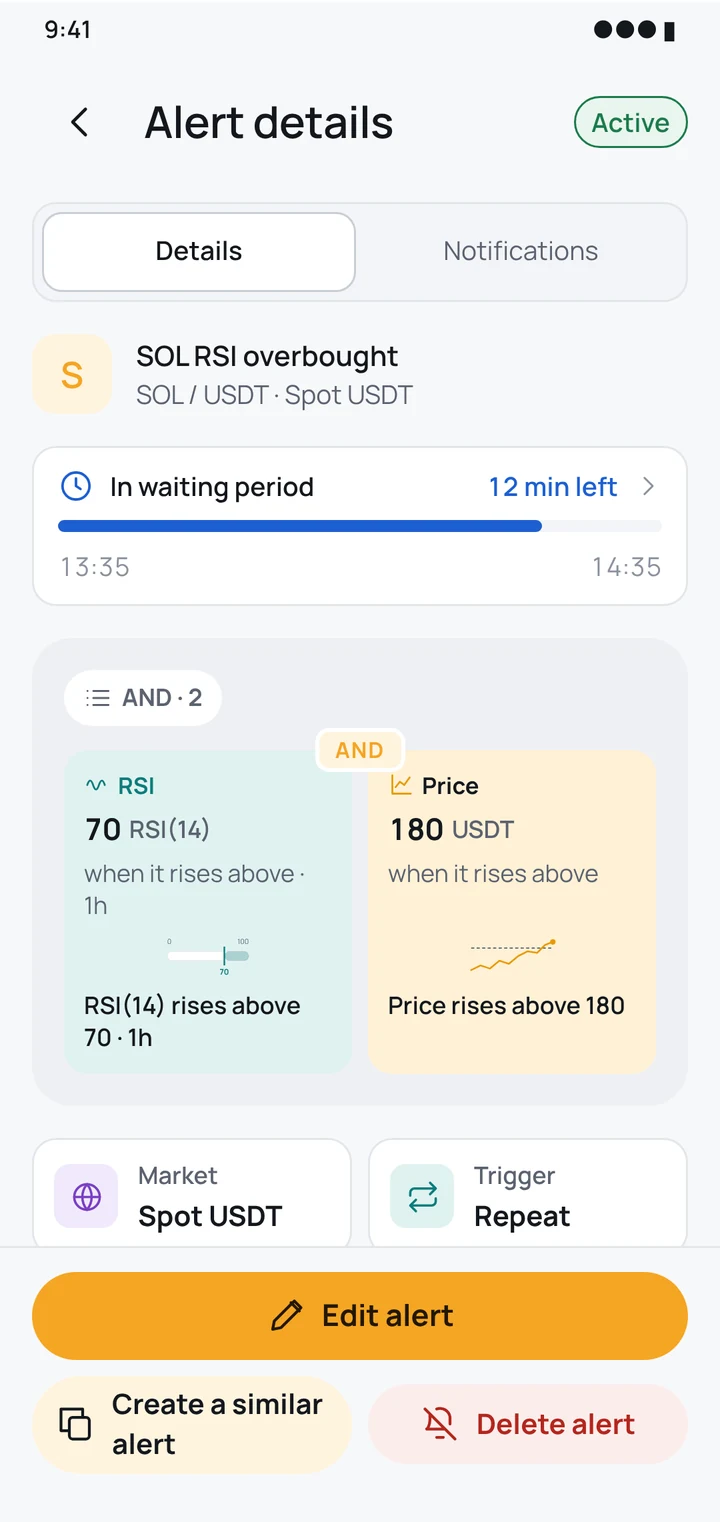 9:41
Alert details
Active
Details
Notifications
S
SOL RSI overbought
SOL / USDT · Spot USDT
In waiting period
12 min left
13:35
14:35
AND · 2
AND
RSI
70 RSI(14)
when it rises above ·
1h
0
100
70
RSI(14) rises above
70 · 1h
Price
180 USDT
when it rises above
Price rises above 180
Market
Spot USDT
Trigger
Repeat
Edit alert
Create a similar
alert
Delete alert